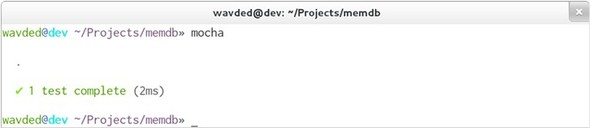 wavded@dev: ~/Projects/memdb
wavded@dev ~/Projects/memdb» mocha
.
✔ 1 test complete (2ms)
wavded@dev ~/Projects/memdb» _